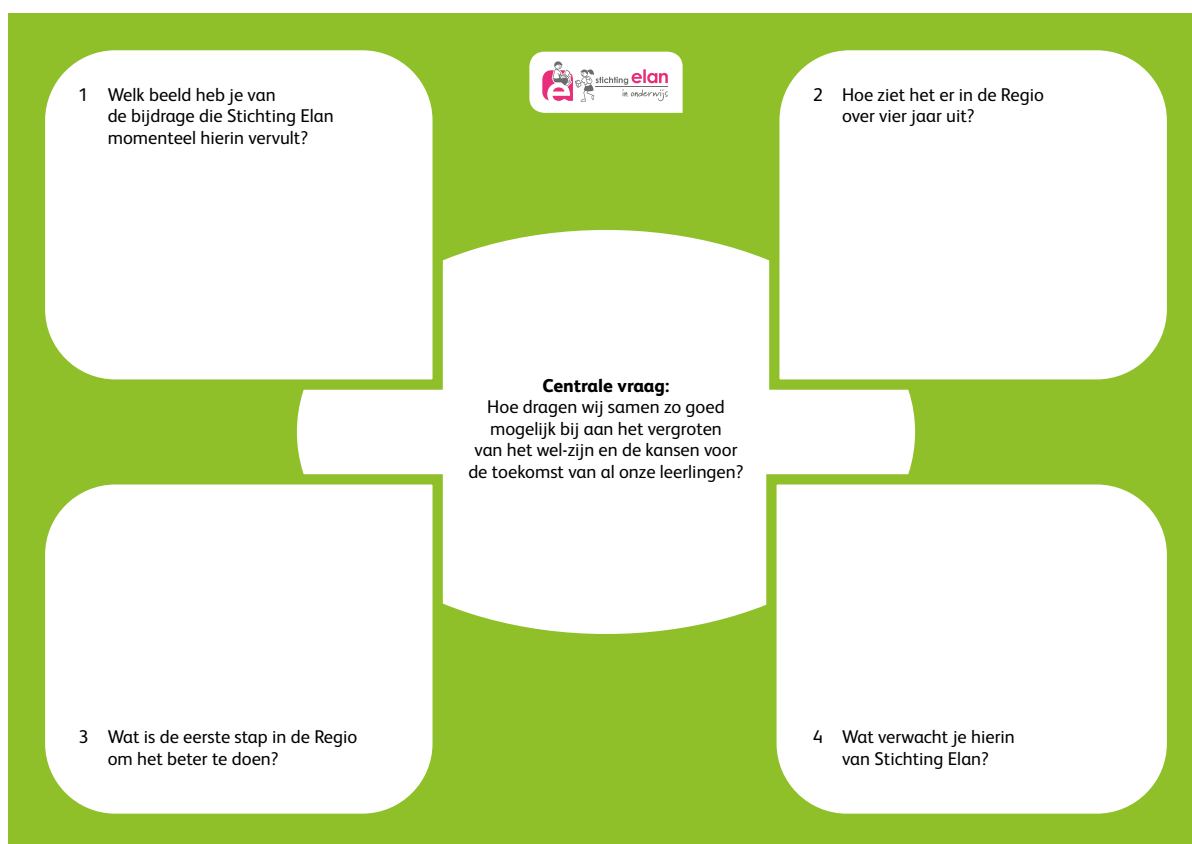 stichting elan
in onderwijs
1 Welk beeld heb je van
de bijdrage die Stichting Elan
momenteel hierin vervult?
2 Hoe ziet het er in de Regio
over vier jaar uit?
Centrale vraag:
Hoe dragen wij samen zo goed
mogelijk bij aan het vergroten
van het wel-zijn en de kansen voor
de toekomst van al onze leerlingen?
3 Wat is de eerste stap in de Regio
om het beter te doen?
4 Wat verwacht je hierin
van Stichting Elan?